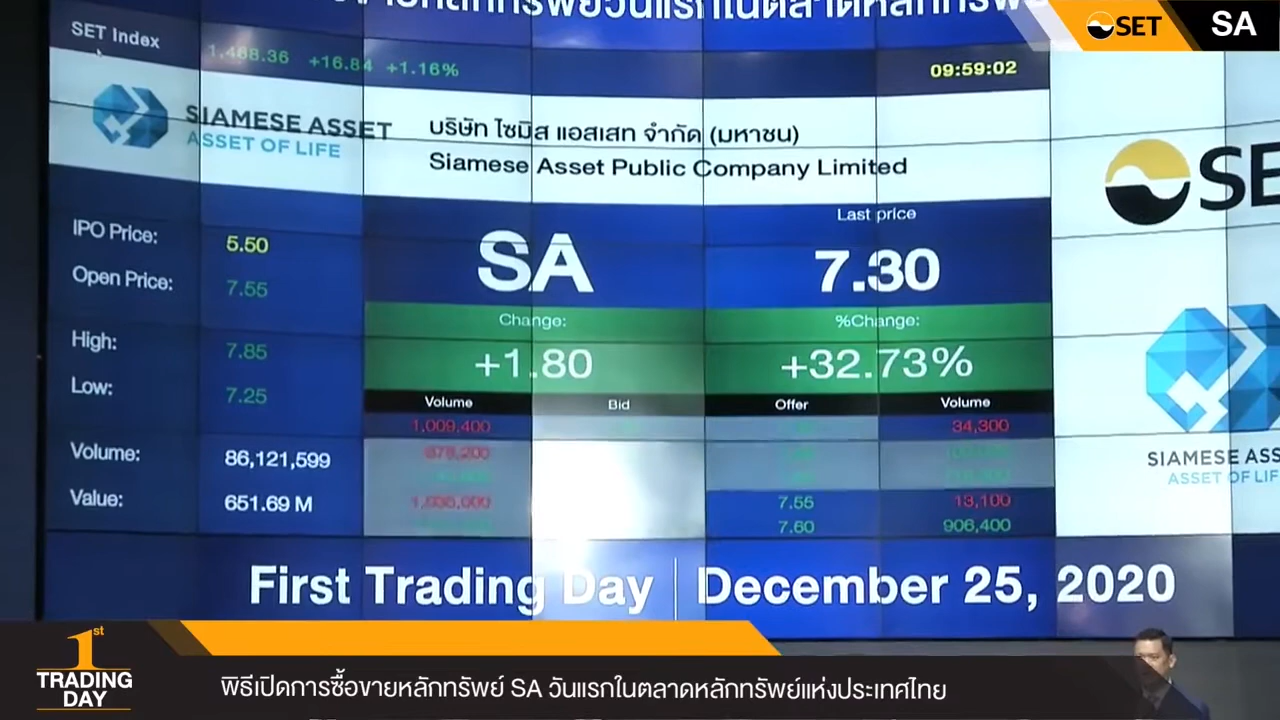 SET
SA
SET Index
1,488.36 +16.84 +1.16%
09:59:02
SIAMESE ASSET
ASSET OF LIFE
บริษัท ไซมิส แอสเสท จำกัด (มหาชน)
Siamese Asset Public Company Limited
IPO Price: 5.50
Open Price: 7.55
High: 7.85
Low: 7.25
Volume: 86,121,599
Value: 651.69 M
SA
Last price
7.30
Change: %Change:
+1.80 +32.73%
Volume Bid Offer Volume
1,009,400 34,300
7.55 13,100
7.60 906,400
SE
SIAMESE ASS
ASSET OF LIF
First Trading Day | December 25, 2020
1st
TRADING
DAY
พิธีเปิดการซื้อขายหลักทรัพย์ SA วันแรกในตลาดหลักทรัพย์แห่งประเทศไทย